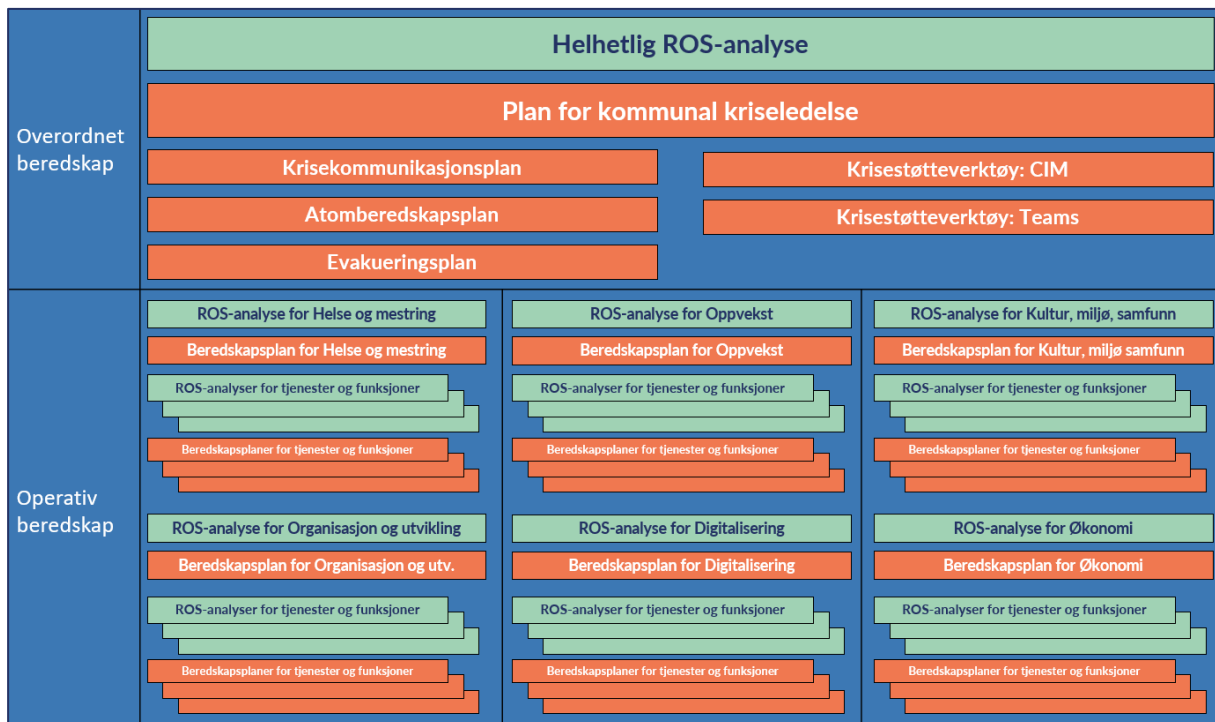 Overordnet
beredskap
Helhetlig ROS-analyse
Plan for kommunal kriseledelse
Krisekommunikasjonsplan
Krisestøtteverktøy: CIM
Atomberedskapsplan
Krisestøtteverktøy: Teams
Evakueringsplan
Operativ
beredskap
ROS-analyse for Helse og mestring
Beredskapsplan for Helse og mestring
ROS-analyser for tjenester og funksjoner
Beredskapsplaner for tjenester og funksjoner
ROS-analyse for Oppvekst
Beredskapsplan for Oppvekst
ROS-analyser for tjenester og funksjoner
Beredskapsplaner for tjenester og funksjoner
ROS-analyse for Kultur, miljø, samfunn
Beredskapsplan for Kultur, miljø samfunn
ROS-analyser for tjenester og funksjoner
Beredskapsplaner for tjenester og funksjoner
ROS-analyse for Organisasjon og utvikling
Beredskapsplan for Organisasjon og utv.
ROS-analyser for tjenester og funksjoner
Beredskapsplaner for tjenester og funksjoner
ROS-analyse for Digitalisering
Beredskapsplan for Digitalisering
ROS-analyser for tjenester og funksjoner
Beredskapsplaner for tjenester og funksjoner
ROS-analyse for Økonomi
Beredskapsplan for Økonomi
ROS-analyser for tjenester og funksjoner
Beredskapsplaner for tjenester og funksjoner